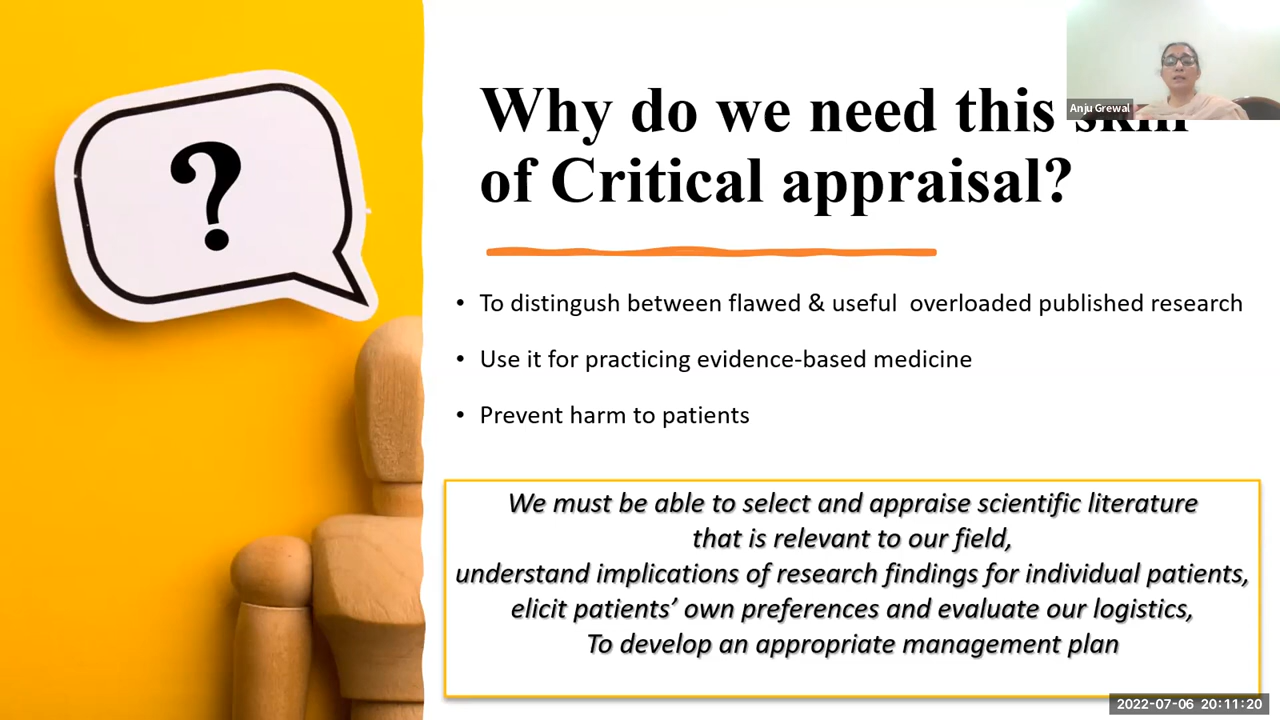 ?
Anju Grewal
Why do we need this
of Critical appraisal?
• To distingush between flawed & useful  overloaded published research
• Use it for practicing evidence-based medicine
• Prevent harm to patients
We must be able to select and appraise scientific literature
that is relevant to our field,
understand implications of research findings for individual patients,
elicit patients’ own preferences and evaluate our logistics,
To develop an appropriate management plan
2022-07-06 20:11:20